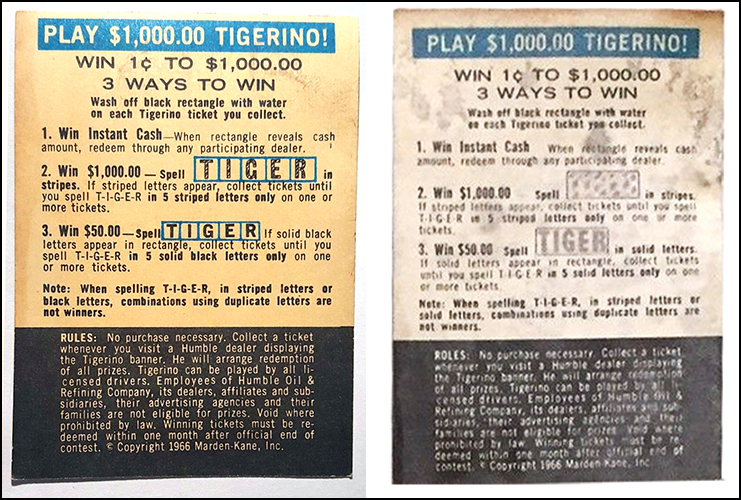 PLAY $1,000.00 TIGERINO!
WIN 1¢ TO $1,000.00
3 WAYS TO WIN
Wash off black rectangle with water
on each Tigerino ticket you collect.
1. Win Instant Cash—When rectangle reveals cash
amount, redeem through any participating dealer.
2. Win $1,000.00 — Spell TIGER in
stripes. If striped letters appear, collect tickets until
you spell T-I-G-E-R in 5 striped letters only on one or
more tickets.
3. Win $50.00 — Spell TIGER If solid black
letters appear in rectangle, collect tickets until you
spell T-I-G-E-R in 5 solid black letters only on one
or more tickets.
Note: When spelling T-I-G-E-R, in striped letters or
black letters, combinations using duplicate letters are
not winners.
RULES: No purchase necessary. Collect a ticket
whenever you visit a Humble dealer displaying
the Tigerino banner. He will arrange redemption
of all prizes. Tigerino can be played by all li-
censed drivers. Employees of Humble Oil &
Refining Company, its dealers, affiliates and sub-
sidiaries, their advertising agencies and their
families are not eligible for prizes. Void where
prohibited by law. Winning tickets must be re-
deemed within one month after official end of
contest. © Copyright 1966 Marden-Kane, Inc.
PLAY $1,000.00 TIGERINO!
WIN 1¢ TO $1,000.00
3 WAYS TO WIN
Wash off black rectangle with water
on each Tigerino ticket you collect.
1. Win Instant Cash When rectangle reveals cash
amount, redeem through any participating dealer.
2. Win $1,000.00 Spell in stripes.
If striped letters appear, collect tickets until you spell
T-I-G-E-R in 5 striped letters only on one or more
tickets.
3. Win $50.00 Spell TIGER in solid letters.
If solid letters appear in rectangle, collect tickets
until you spell T-I-G-E-R in 5 solid letters only on one
or more tickets.
Note: When spelling T-I-G-E-R, in striped letters or
solid letters, combinations using duplicate letters are
not winners.
RULES: No purchase necessary. Collect a ticket
whenever you visit a Humble dealer displaying
the Tigerino banner. He will arrange redemption
of all prizes. Tigerino can be played by all li-
censed drivers. Employees of Humble Oil &
Refining Company, its dealers, affiliates and sub-
sidiaries, their advertising agencies and their
families are not eligible for prizes. Void where
prohibited by law. Winning tickets must be re-
deemed within one month after official end of
contest. © Copyright 1966 Marden-Kane, Inc.